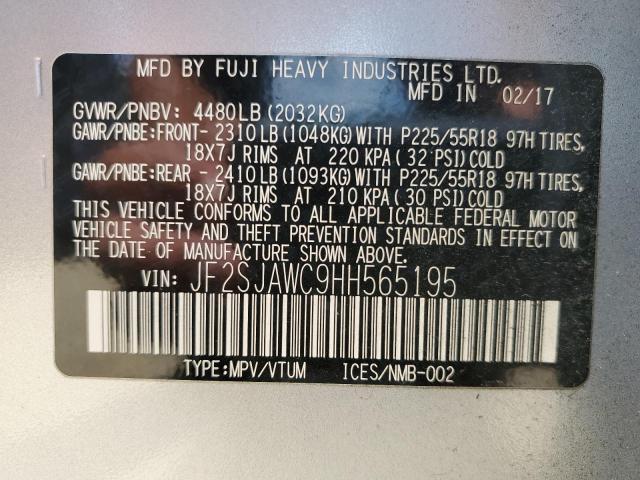 MFD BY FUJI HEAVY INDUSTRIES LTD.
MFD IN 02/17
GVWR/PNBV: 4480LB (2032KG)
GAWR/PNBE:FRONT- 2310LB(1048KG)WITH P225/55R18 97H TIRES,
18X7J RIMS AT 220 KPA( 32 PSI)COLD
GAWR/PNBE:REAR - 2410LB(1093KG)WITH P225/55R18 97H TIRES,
18X7J RIMS AT 210 KPA( 30 PSI)COLD
THIS VEHICLE CONFORMS TO ALL APPLICABLE FEDERAL MOTOR
VEHICLE SAFETY AND THEFT PREVENTION STANDARDS IN EFFECT ON
THE DATE OF MANUFACTURE SHOWN ABOVE.
VIN: JF2SJAWC9HH565195
TYPE:MPV/VTUM ICES/NMB-002